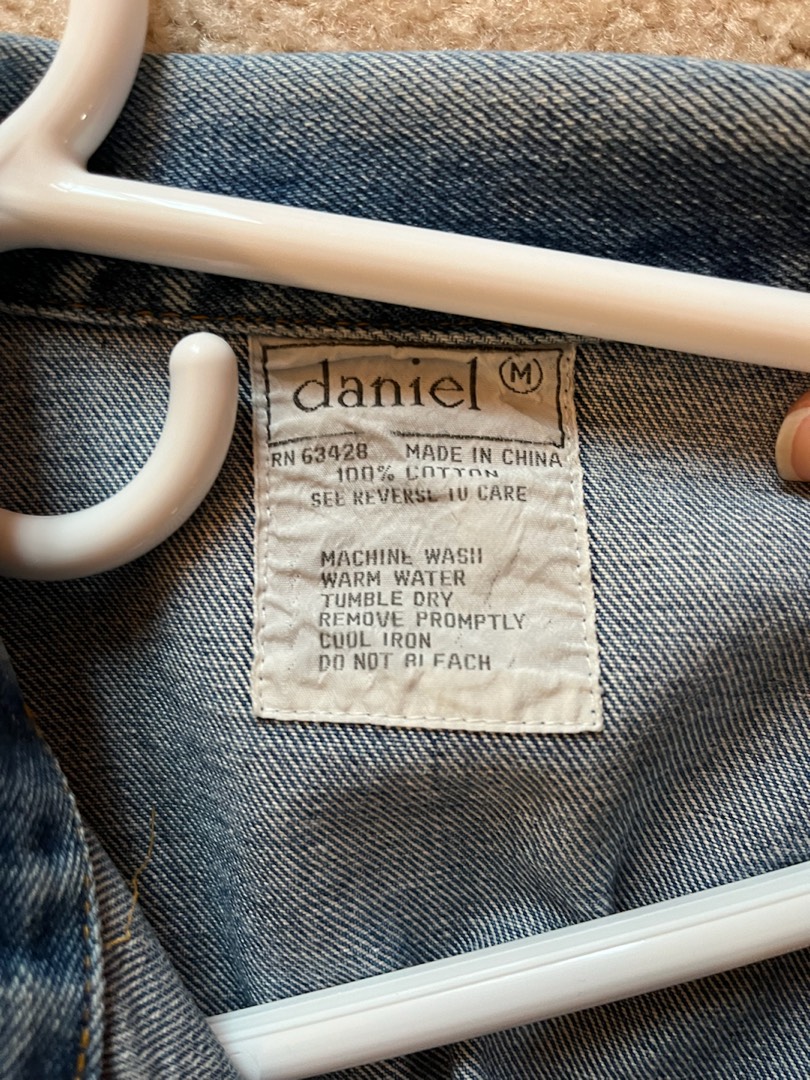 daniel M
RN 63428 MADE IN CHINA
100% COTTON
SEE REVERSE TO CARE
MACHINE WASH
WARM WATER
TUMBLE DRY
REMOVE PROMPTLY
COOL IRON
DO NOT BLEACH